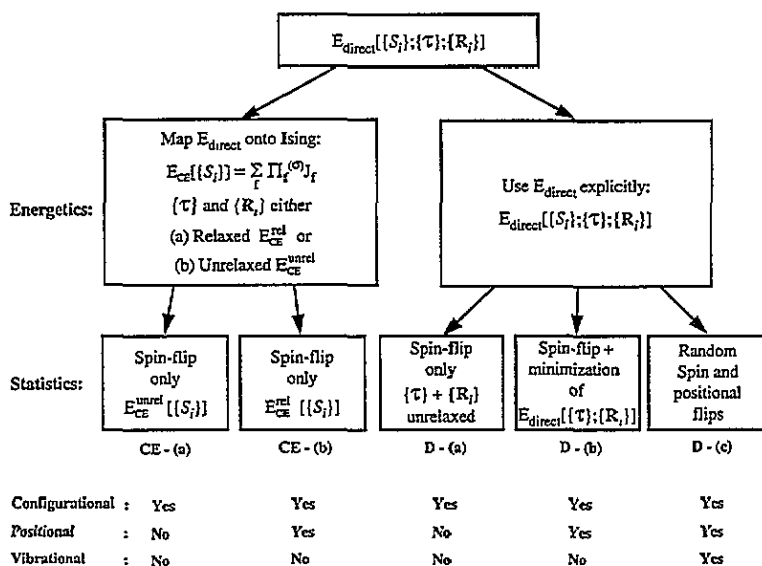 E_direct[{S_i};{τ};{R_i}]
Map E_direct onto Ising:
E_CE[{S_i}] = Σ_f Π_f^(σ) J_f
{τ} and {R_i} either
(a) Relaxed E_CE^rel or
(b) Unrelaxed E_CE^unrel
Use E_direct explicitly:
E_direct[{S_i};{τ};{R_i}]
Energetics:
Statistics:
Spin-flip
only
E_CE^unrel [{S_i}]
Spin-flip
only
E_CE^rel [{S_i}]
Spin-flip
only
{τ} + {R_i}
unrelaxed
Spin-flip +
minimization
of
E_direct[{τ};{R_i}]
Random
Spin and
positional
flips
CE - (a) CE - (b) D - (a) D - (b) D - (c)
Configurational : Yes Yes Yes Yes Yes
Positional : No Yes No Yes Yes
Vibrational : No No No No Yes